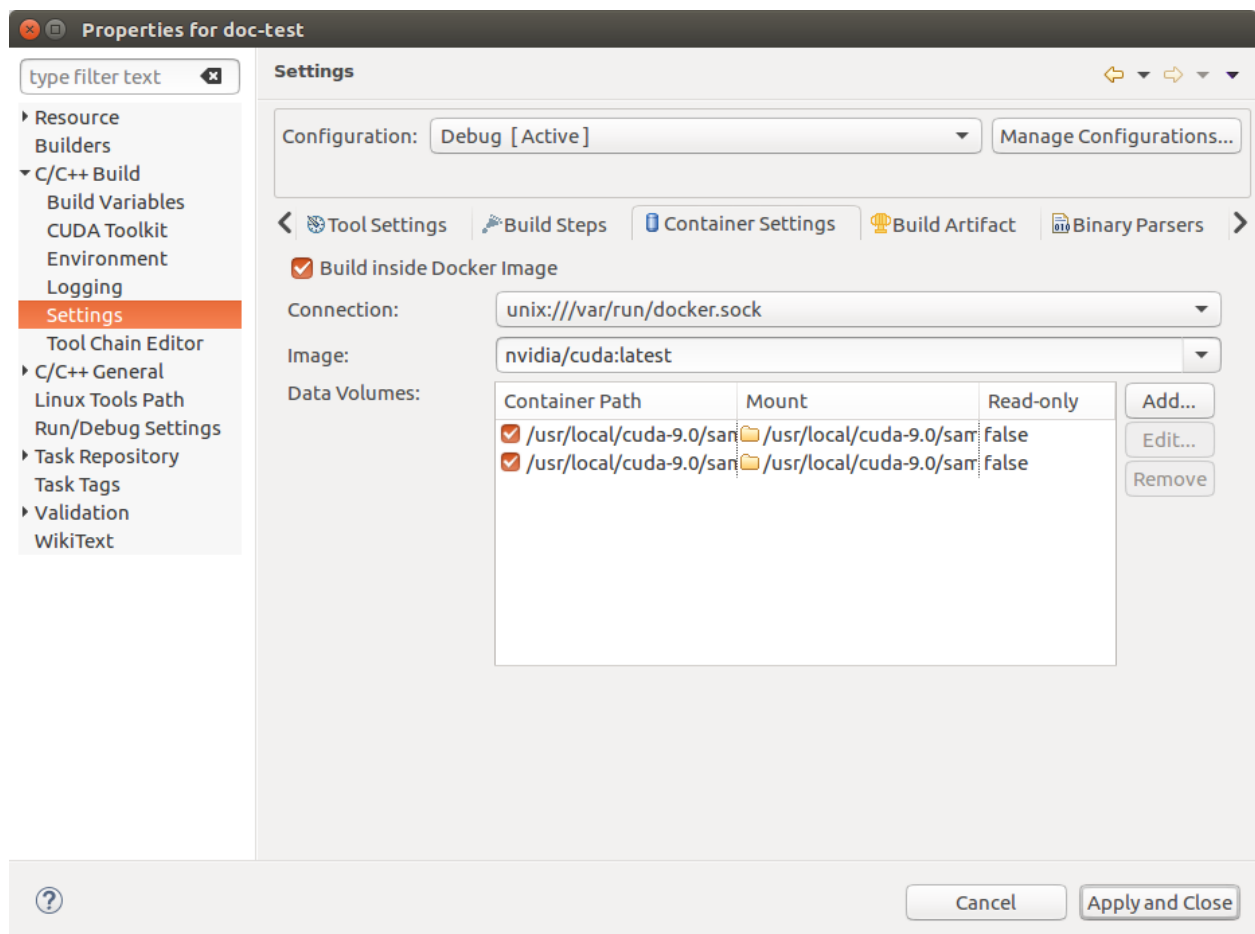 Properties for doc-test
type filter text
Resource
Builders
C/C++ Build
Build Variables
CUDA Toolkit
Environment
Logging
Settings
Tool Chain Editor
C/C++ General
Linux Tools Path
Run/Debug Settings
Task Repository
Task Tags
Validation
WikiText
Settings
Configuration: Debug [Active] Manage Configurations...
Tool Settings Build Steps Container Settings Build Artifact Binary Parsers
Build inside Docker Image
Connection: unix:///var/run/docker.sock
Image: nvidia/cuda:latest
Data Volumes:
Container Path Mount Read-only
/usr/local/cuda-9.0/sam /usr/local/cuda-9.0/sam false
/usr/local/cuda-9.0/sam /usr/local/cuda-9.0/sam false
Add...
Edit...
Remove
Cancel Apply and Close